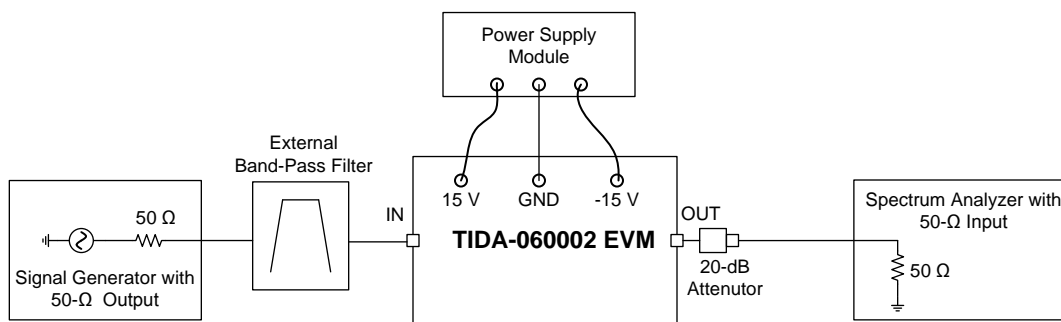 Power Supply
Module
External
Band-Pass Filter
15 V
GND
-15 V
50 Ω
IN
TIDA-060002 EVM
OUT
Spectrum Analyzer with
50-Ω Input
Signal Generator with
50-Ω Output
20-dB
Attenutor
50 Ω